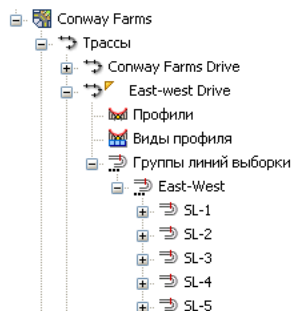 Conway Farms
Трассы
Conway Farms Drive
East-west Drive
Профили
Виды профиля
Группы линий выборки
East-West
SL-1
SL-2
SL-3
SL-4
SL-5